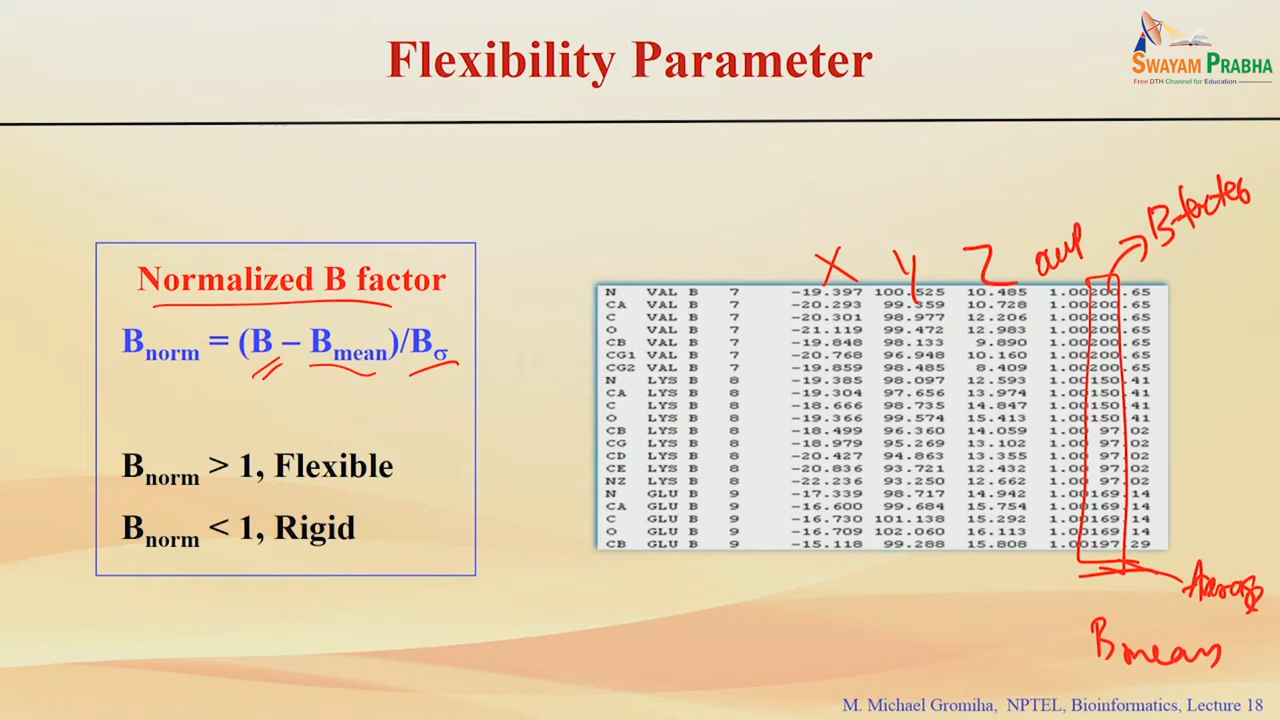 Flexibility Parameter
SWAYAM PRABHA
Free DTH Channel for Education
Normalized B factor
Bnorm = (B – Bmean)/Bσ
Bnorm > 1, Flexible
Bnorm < 1, Rigid
X Y Z
N VAL B 7 -19.397 100.525 10.485 1.00200.65
CA VAL B 7 -20.293 99.359 10.728 1.00200.65
C VAL B 7 -20.301 98.977 12.206 1.00200.65
O VAL B 7 -21.119 99.472 12.983 1.00200.65
CB VAL B 7 -19.848 98.133 9.890 1.00200.65
CG1 VAL B 7 -20.768 96.948 10.160 1.00200.65
CG2 VAL B 7 -19.859 98.485 8.409 1.00200.65
N LYS B 8 -19.385 98.097 12.593 1.00150.41
CA LYS B 8 -19.304 97.656 13.974 1.00150.41
C LYS B 8 -18.666 98.735 14.847 1.00150.41
O LYS B 8 -19.366 99.574 15.413 1.00150.41
CB LYS B 8 -18.499 96.360 14.059 1.00 97.02
CG LYS B 8 -18.979 95.269 13.102 1.00 97.02
CD LYS B 8 -20.427 94.863 13.355 1.00 97.02
CE LYS B 8 -20.836 93.721 12.432 1.00 97.02
NZ LYS B 8 -22.236 93.250 12.662 1.00 97.02
N GLU B 9 -17.339 98.717 14.942 1.00169.14
CA GLU B 9 -16.600 99.684 15.754 1.00169.14
C GLU B 9 -16.730 101.138 15.292 1.00169.14
O GLU B 9 -16.709 102.060 16.113 1.00169.14
CB GLU B 9 -15.118 99.288 15.808 1.00197.29
B-factor
B mean
M. Michael Gromiha, NPTEL, Bioinformatics, Lecture 18